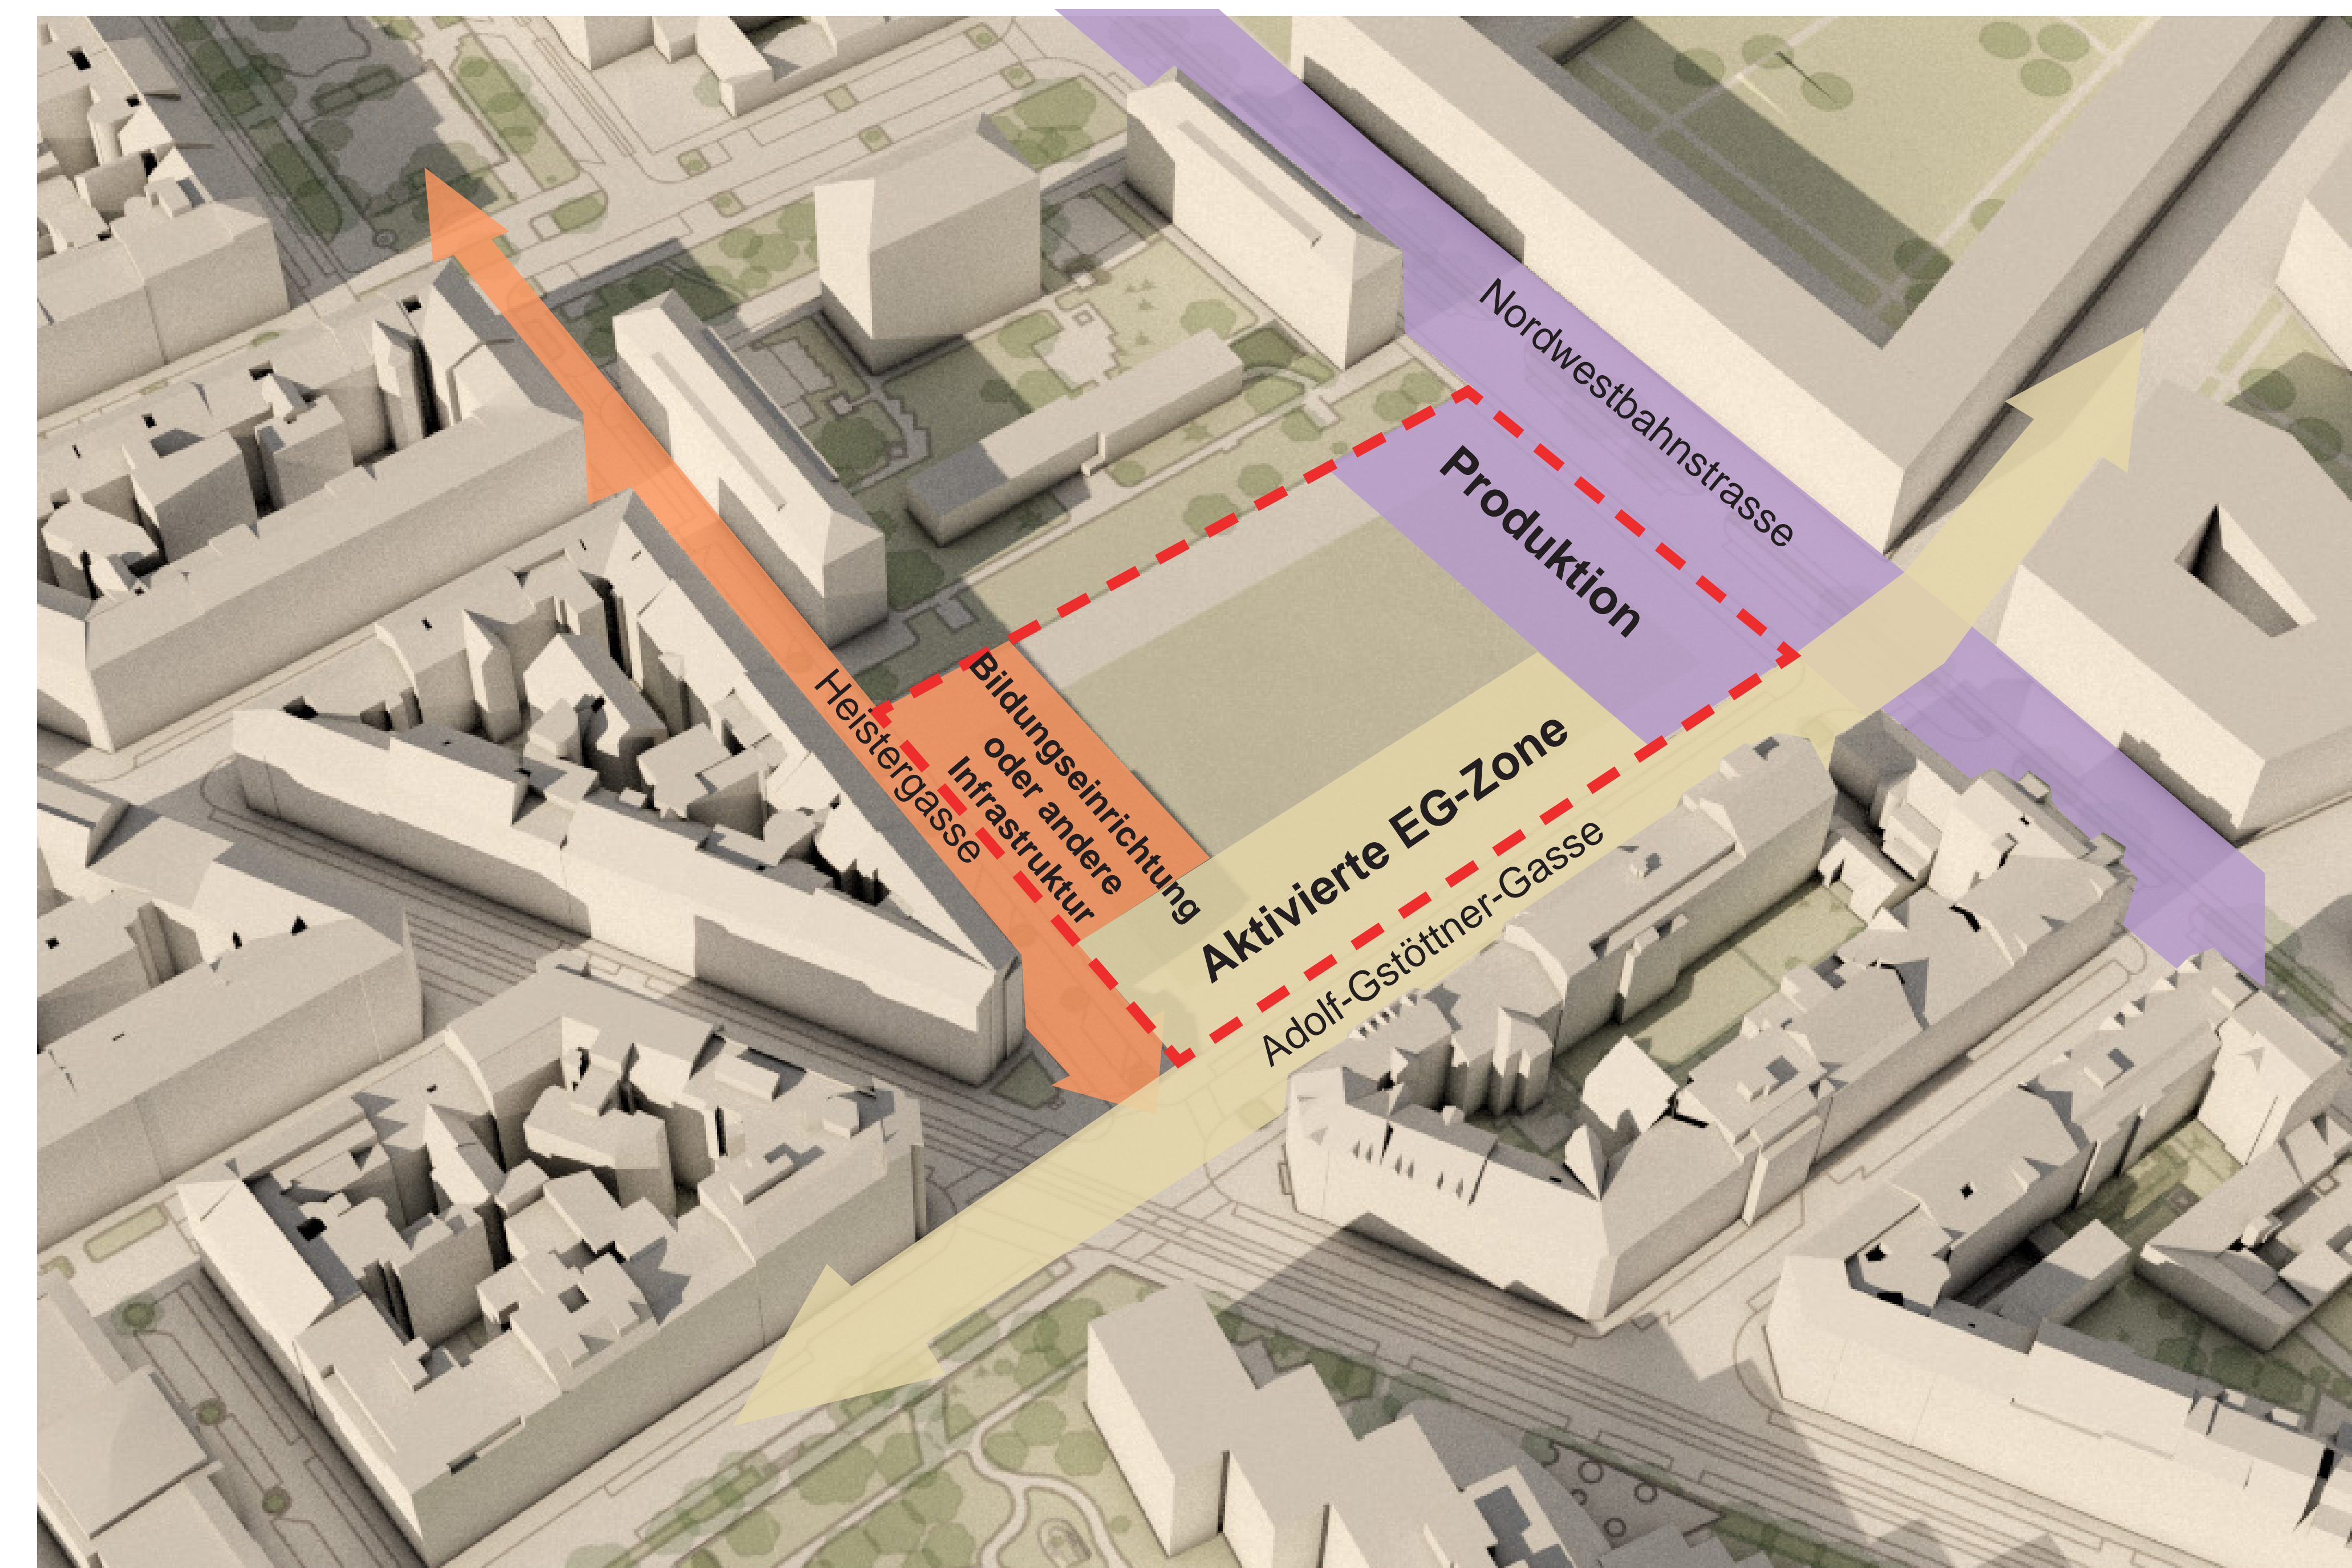 Nordwestbahnstrasse
Produktion
Heistergasse
Bildungseinrichtung
oder andere
Infrastruktur
Aktivierte EG-Zone
Adolf-Gstöttner-Gasse